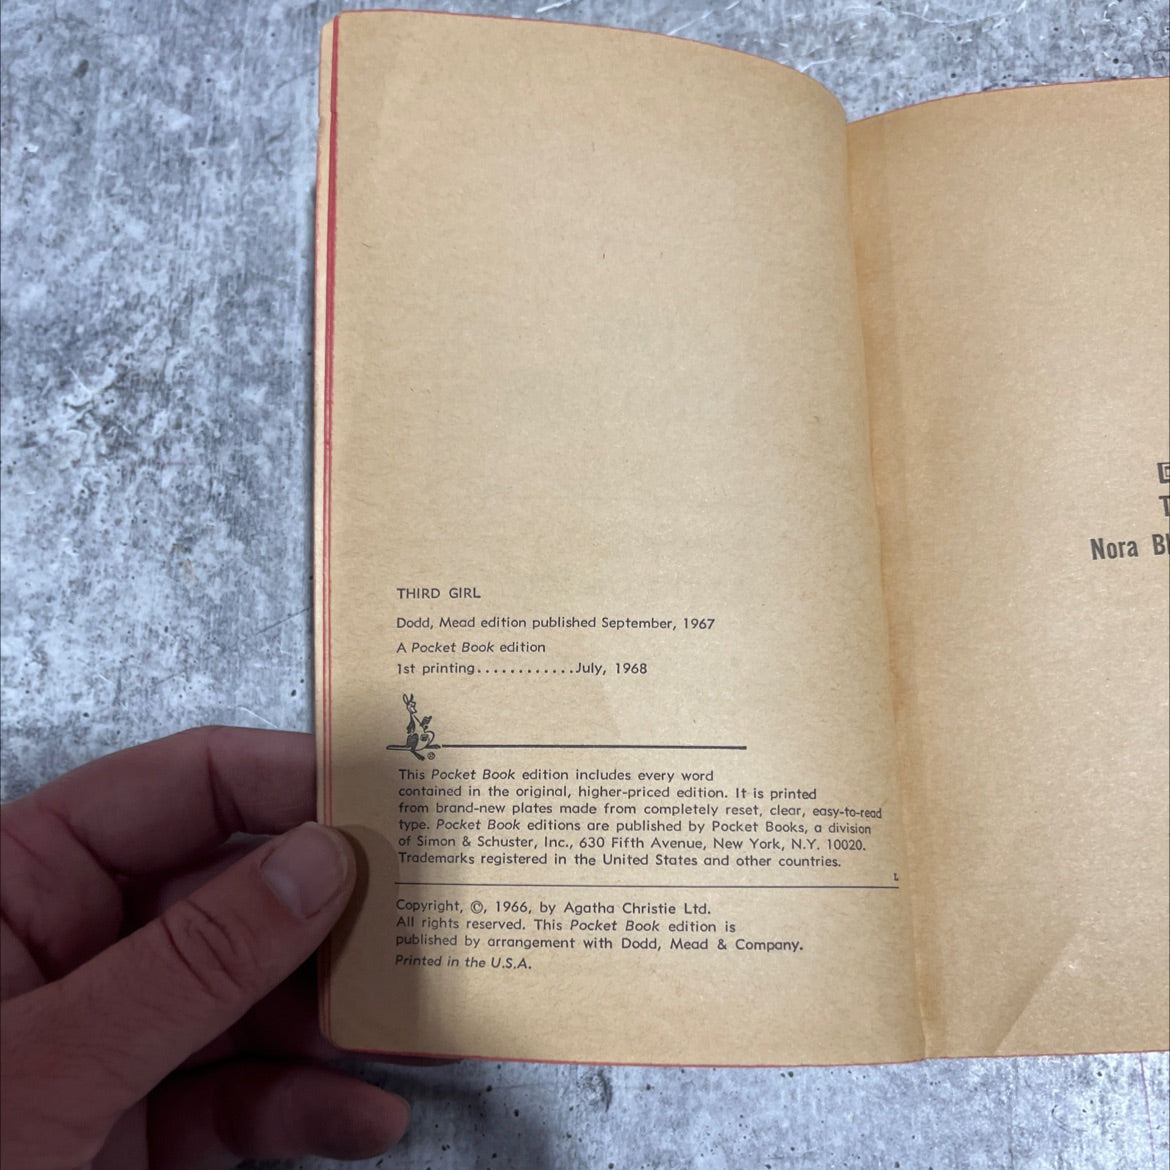 THIRD GIRL
Dodd, Mead edition published September, 1967
A Pocket Book edition
1st printing............July, 1968
This Pocket Book edition includes every word
contained in the original, higher-priced edition. It is printed
from brand-new plates made from completely reset, clear, easy-to-read
type. Pocket Book editions are published by Pocket Books, a division
of Simon & Schuster, Inc., 630 Fifth Avenue, New York, N.Y. 10020.
Trademarks registered in the United States and other countries.
L
Copyright, ©, 1966, by Agatha Christie Ltd.
All rights reserved. This Pocket Book edition is
published by arrangement with Dodd, Mead & Company.
Printed in the U.S.A.
Nora